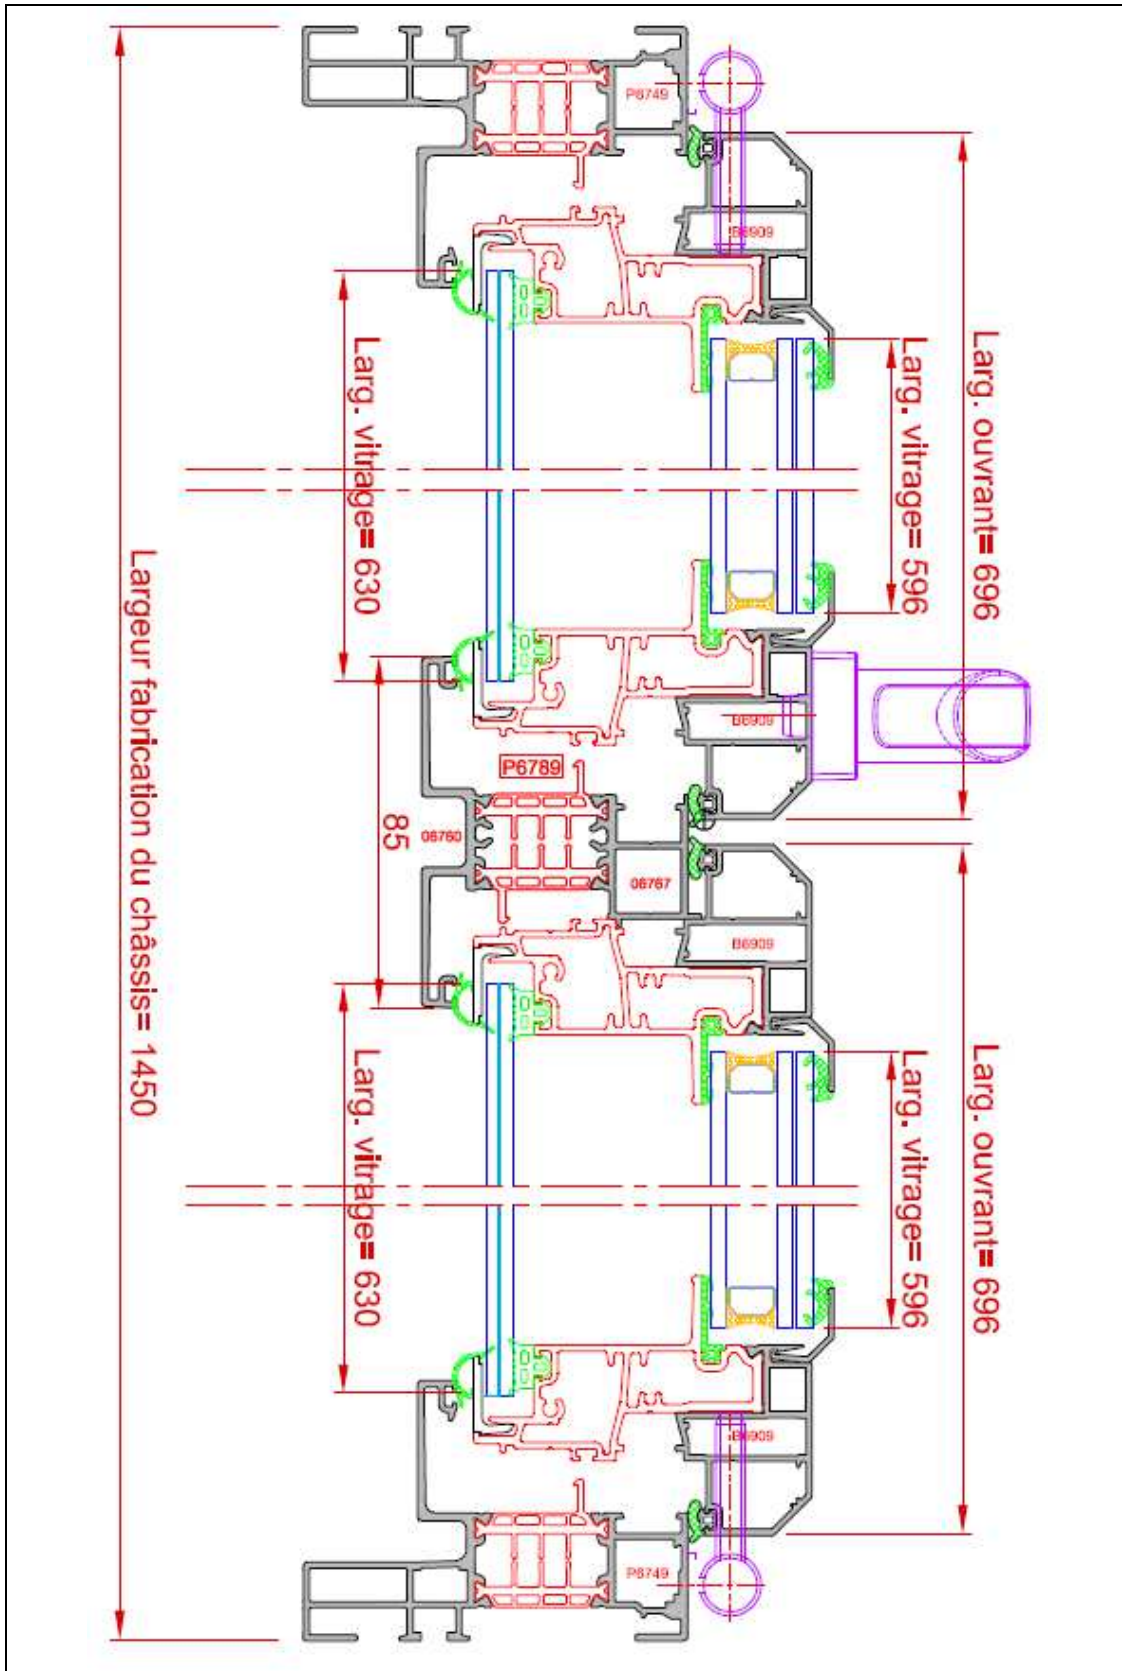 P6749
B6909
Larg. vitrage= 630
Larg. vitrage= 596
Larg. ouvrant= 696
Largeur fabrication du châssis= 1450
B6909
P6789
85
06760
06767
B6909
Larg. vitrage= 630
Larg. vitrage= 596
Larg. ouvrant= 696
B6909
P6749